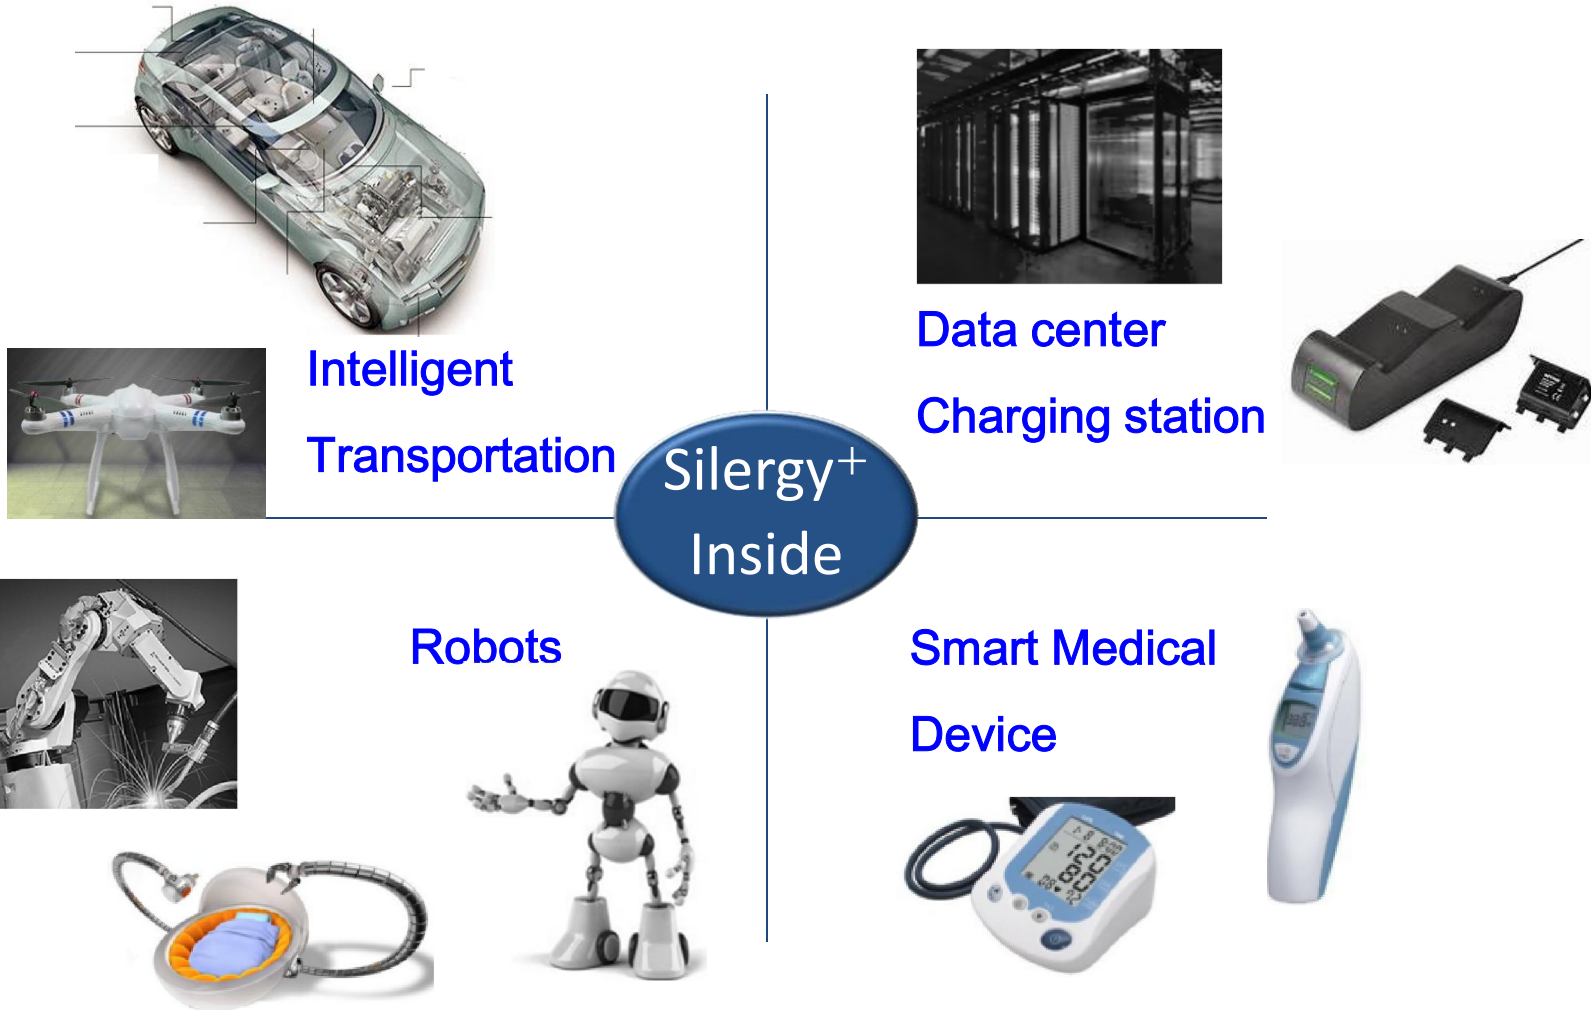 Intelligent
Transportation
Data center
Charging station
Silergy+
Inside
Robots
Smart Medical
Device